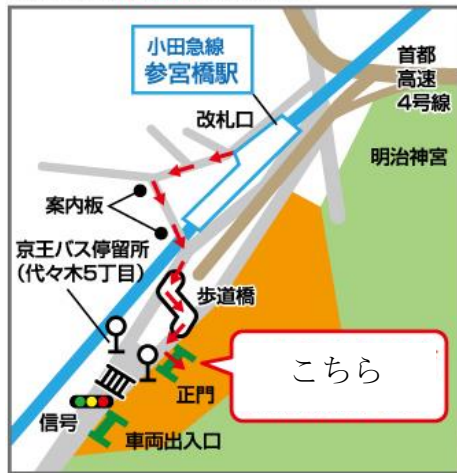 小田急線
参宮橋駅
首都
高速
4号線
改札口
明治神宮
案内板
京王バス停留所
（代々木5丁目）
歩道橋
こちら
正門
信号
車両出入口